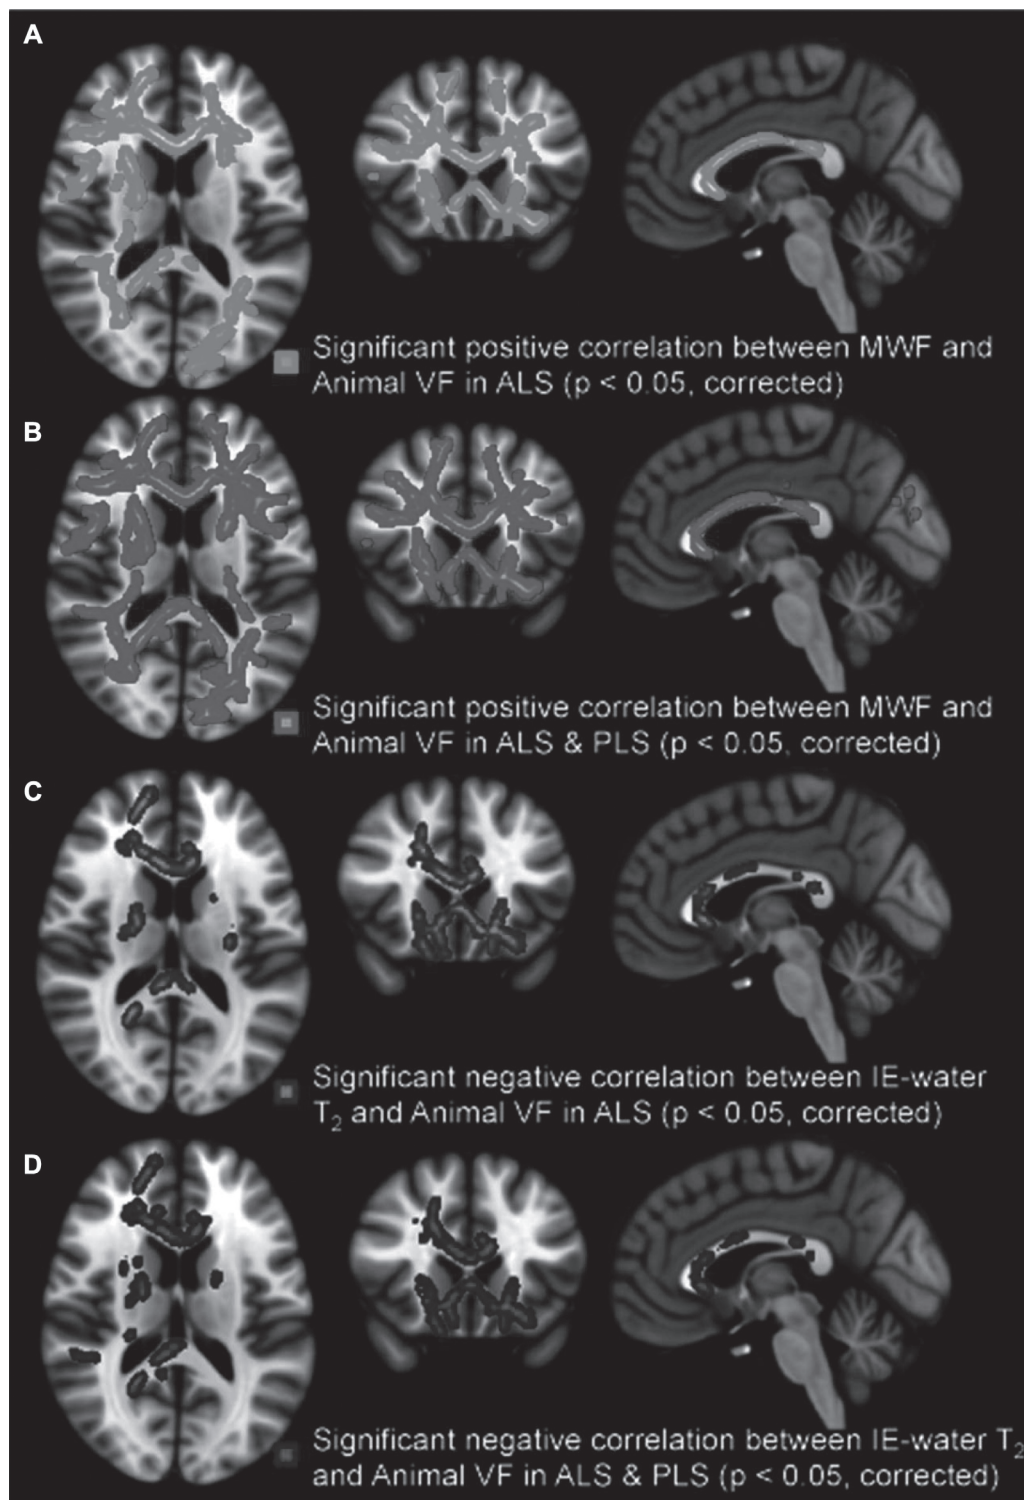 A
Significant positive correlation between MWF and
Animal VF in ALS (p < 0.05, corrected)
B
Significant positive correlation between MWF and
Animal VF in ALS & PLS (p < 0.05, corrected)
C
Significant negative correlation between IE-water
T₂ and Animal VF in ALS (p < 0.05, corrected)
D
Significant negative correlation between IE-water T₂
and Animal VF in ALS & PLS (p < 0.05, corrected)